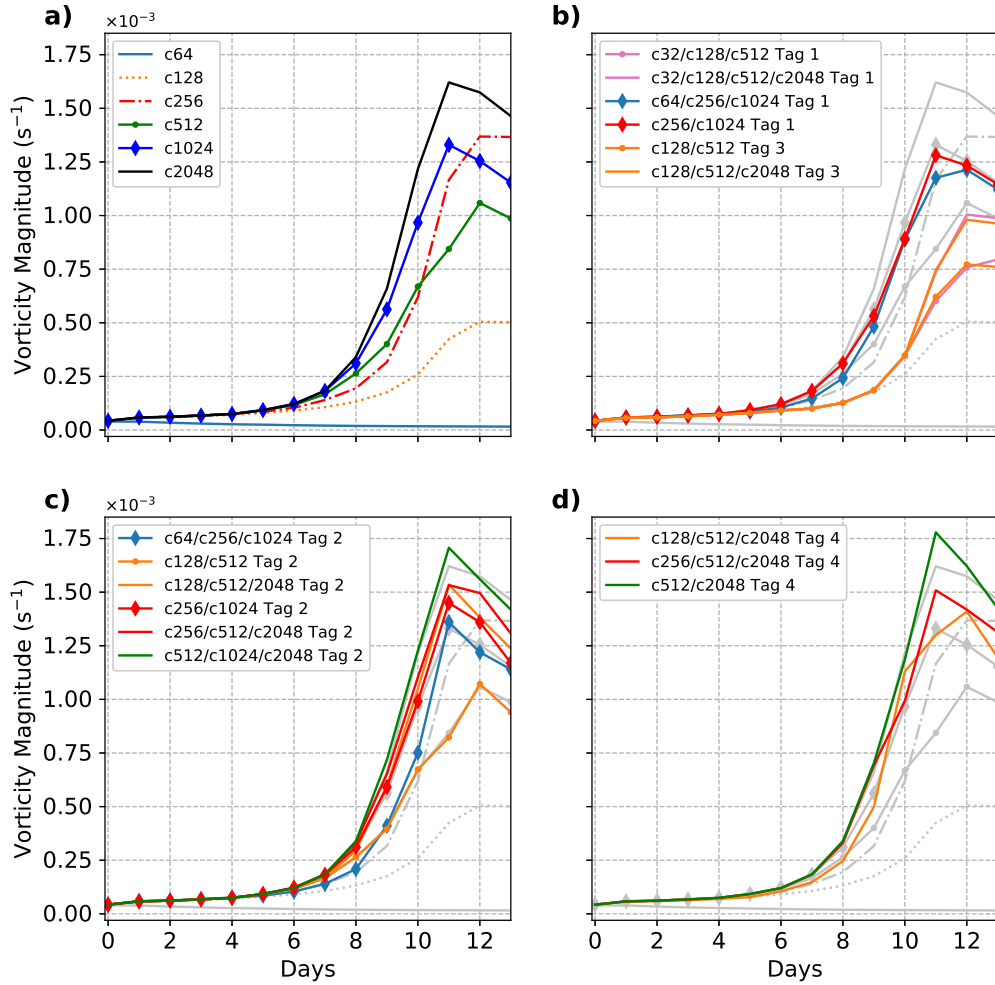 a)
×10⁻³
Vorticity Magnitude (s⁻¹)
1.75
1.50
1.25
1.00
0.75
0.50
0.25
0.00
c64
c128
c256
c512
c1024
c2048
b)
c32/c128/c512 Tag 1
c32/c128/c512/c2048 Tag 1
c64/c256/c1024 Tag 1
c256/c1024 Tag 1
c128/c512 Tag 3
c128/c512/c2048 Tag 3
c)
×10⁻³
Vorticity Magnitude (s⁻¹)
1.75
1.50
1.25
1.00
0.75
0.50
0.25
0.00
c64/c256/c1024 Tag 2
c128/c512 Tag 2
c128/c512/2048 Tag 2
c256/c1024 Tag 2
c256/c512/c2048 Tag 2
c512/c1024/c2048 Tag 2
0 2 4 6 8 10 12
Days
d)
c128/c512/c2048 Tag 4
c256/c512/c2048 Tag 4
c512/c2048 Tag 4
0 2 4 6 8 10 12
Days